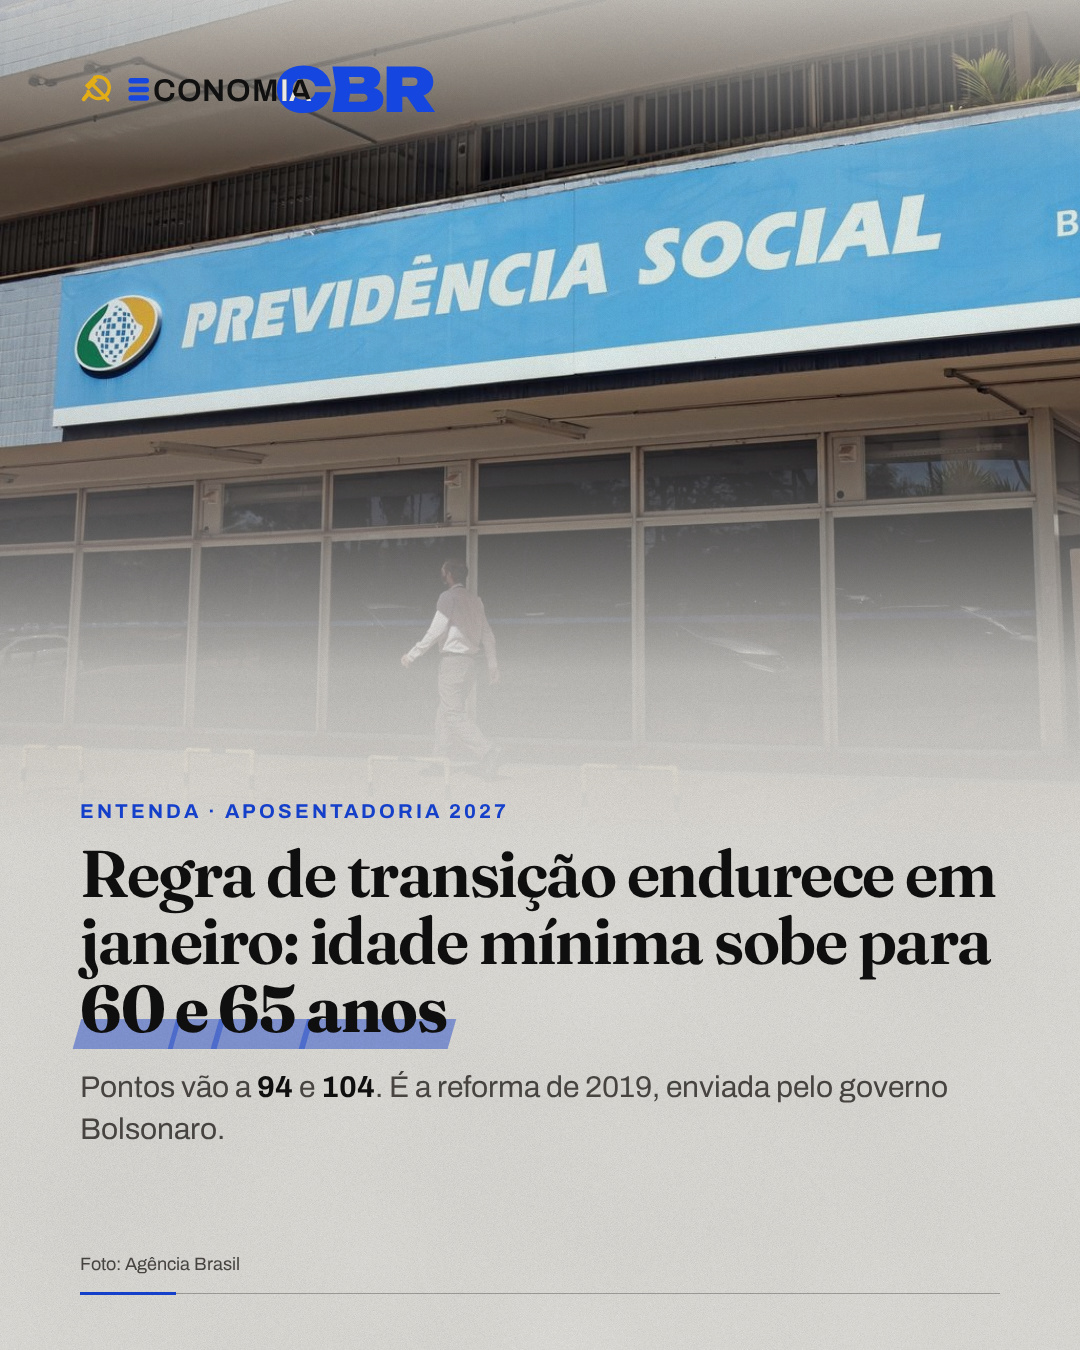 ECONOMIA CBR
PREVIDÊNCIA SOCIAL
B
ENTENDA · APOSENTADORIA 2027
Regra de transição endurece em
janeiro: idade mínima sobe para
60 e 65 anos
Pontos vão a 94 e 104. É a reforma de 2019, enviada pelo governo
Bolsonaro.
Foto: Agência Brasil